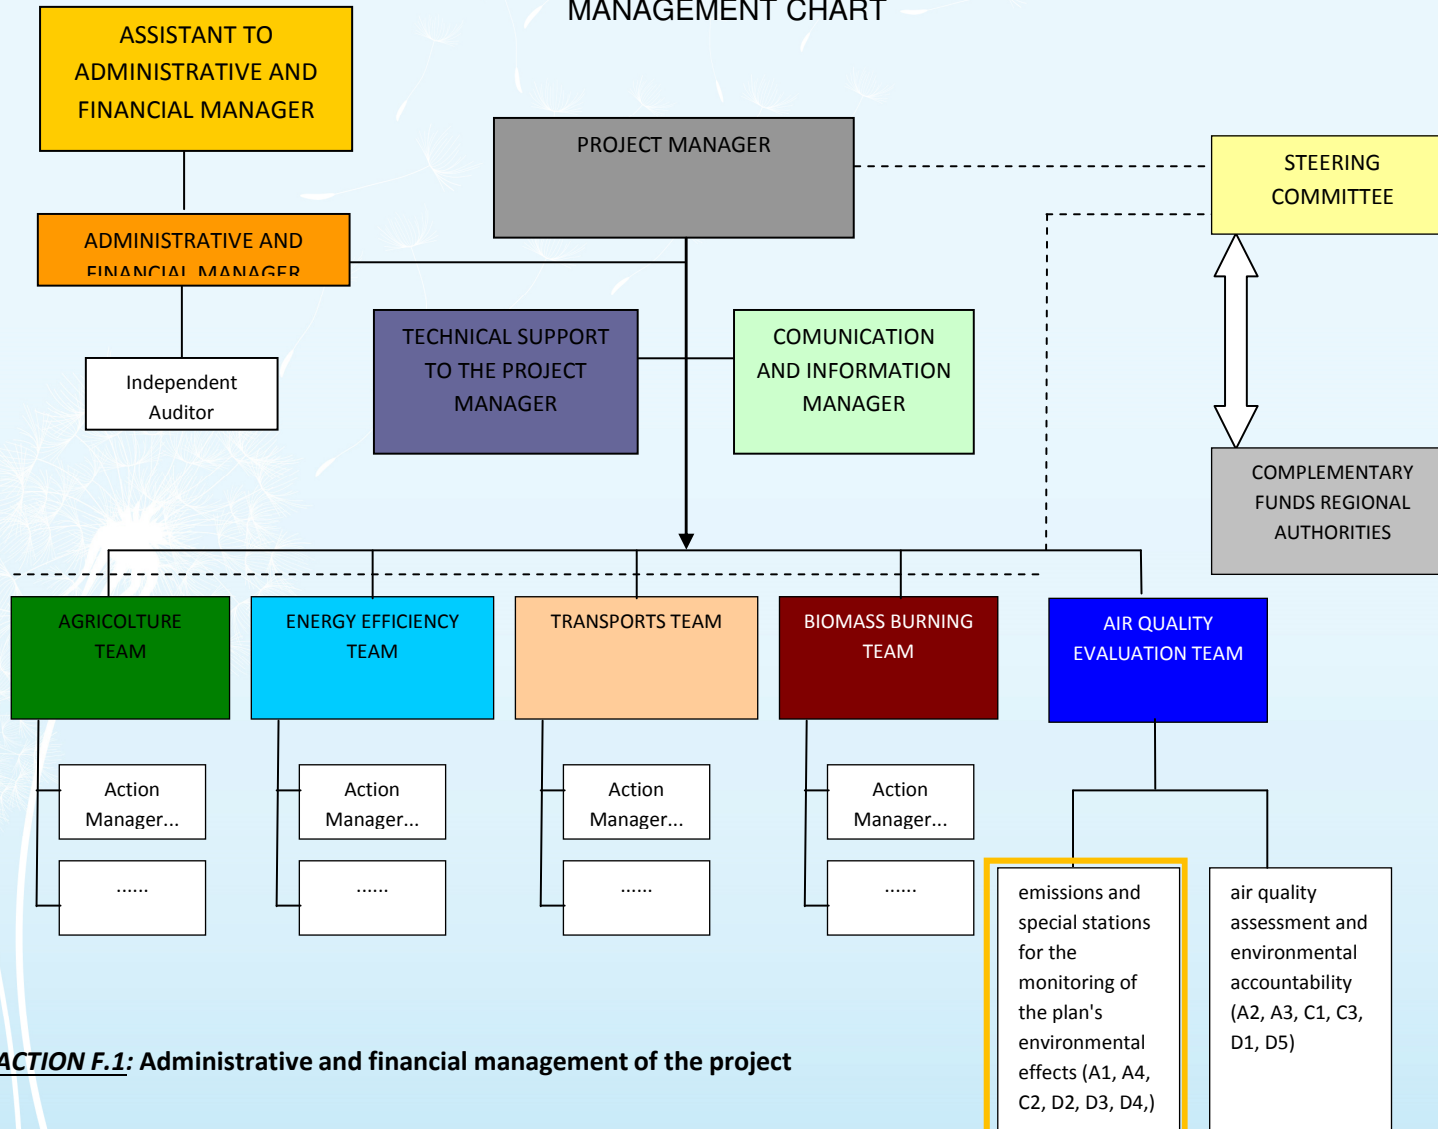 MANAGEMENT CHART
ASSISTANT TO
ADMINISTRATIVE AND
FINANCIAL MANAGER
PROJECT MANAGER
STEERING
COMMITTEE
ADMINISTRATIVE AND
FINANCIAL MANAGER
TECHNICAL SUPPORT
TO THE PROJECT
MANAGER
COMUNICATION
AND INFORMATION
MANAGER
Independent
Auditor
COMPLEMENTARY
FUNDS REGIONAL
AUTHORITIES
AGRICOLTURE
TEAM
ENERGY EFFICIENCY
TEAM
TRANSPORTS TEAM
BIOMASS BURNING
TEAM
AIR QUALITY
EVALUATION TEAM
Action
Manager...
......
Action
Manager...
......
Action
Manager...
......
Action
Manager...
......
emissions and
special stations
for the
monitoring of
the plan's
environmental
effects (A1, A4,
C2, D2, D3, D4,)
air quality
assessment and
environmental
accountability
(A2, A3, C1, C3,
D1, D5)
ACTION F.1: Administrative and financial management of the project